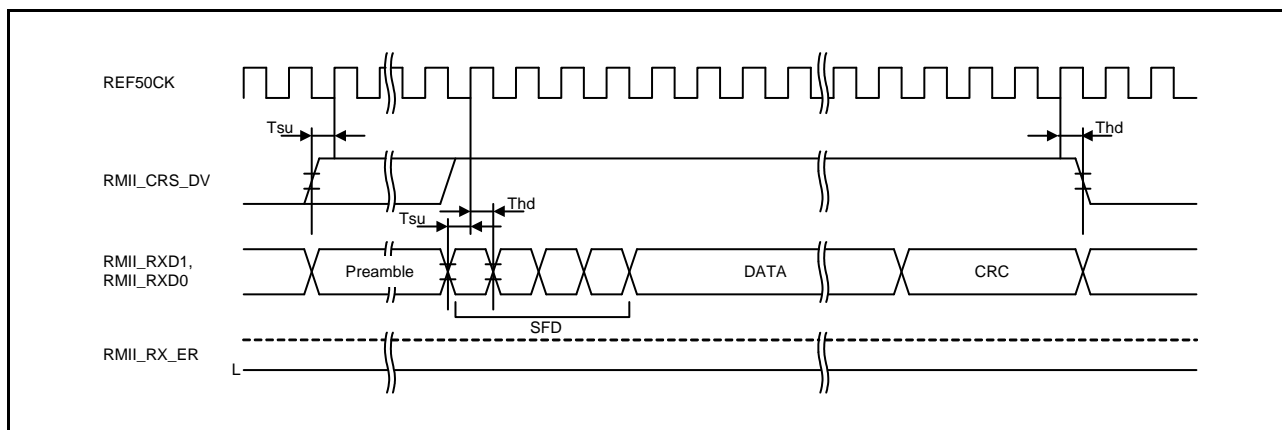 REF50CK
Tsu
Thd
RMII_CRS_DV
Tsu
Thd
RMII_RXD1,
RMII_RXD0
Preamble
DATA
CRC
SFD
RMII_RX_ER
L